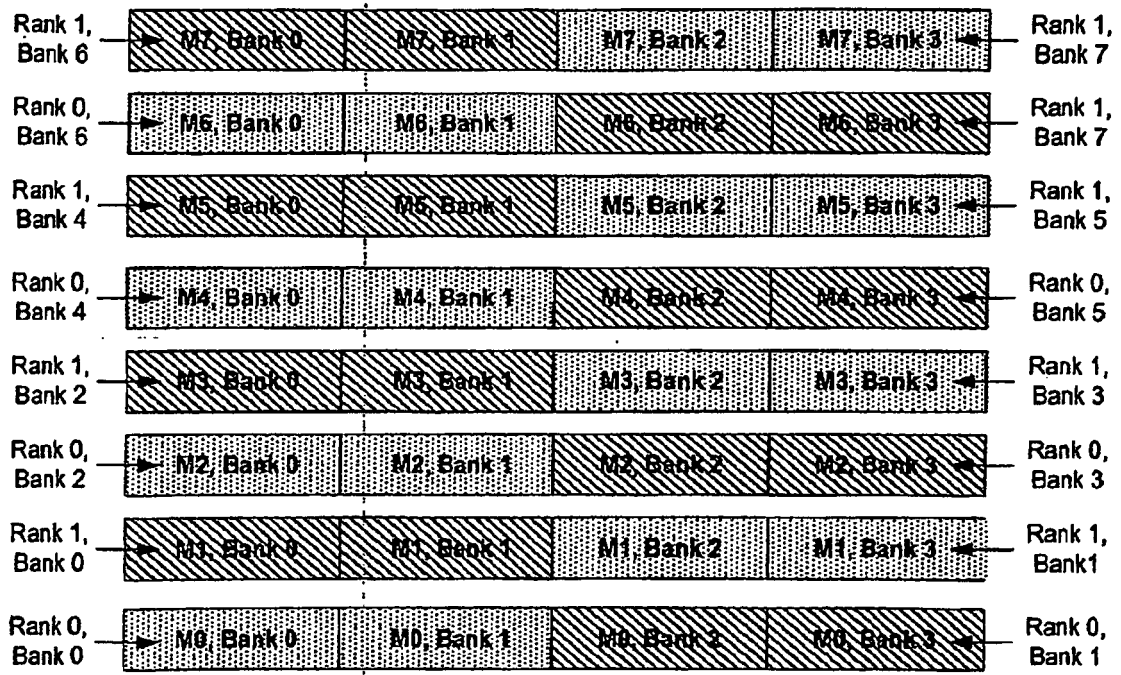 Rank 1,
Bank 6
M7, Bank 0
M7, Bank 1
M7, Bank 2
M7, Bank 3
Rank 1,
Bank 7
Rank 0,
Bank 6
M6, Bank 0
M6, Bank 1
M6, Bank 2
M6, Bank 3
Rank 1,
Bank 7
Rank 1,
Bank 4
M5, Bank 0
M5, Bank 1
M5, Bank 2
M5, Bank 3
Rank 1,
Bank 5
Rank 0,
Bank 4
M4, Bank 0
M4, Bank 1
M4, Bank 2
M4, Bank 3
Rank 0,
Bank 5
Rank 1,
Bank 2
M3, Bank 0
M3, Bank 1
M3, Bank 2
M3, Bank 3
Rank 1,
Bank 3
Rank 0,
Bank 2
M2, Bank 0
M2, Bank 1
M2, Bank 2
M2, Bank 3
Rank 0,
Bank 3
Rank 1,
Bank 0
M1, Bank 0
M1, Bank 1
M1, Bank 2
M1, Bank 3
Rank 1,
Bank1
Rank 0,
Bank 0
M0, Bank 0
M0, Bank 1
M0, Bank 2
M0, Bank 3
Rank 0,
Bank 1